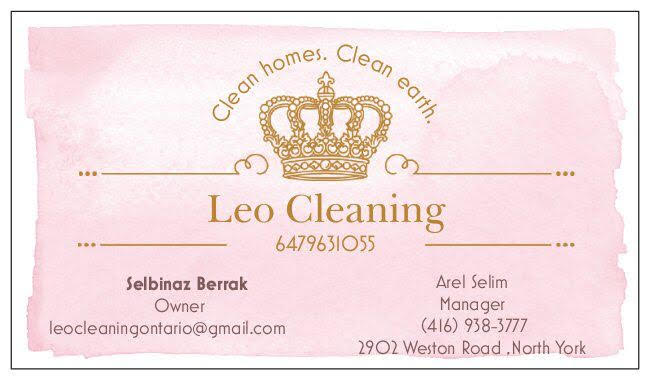 Clean homes. Clean earth.
Leo Cleaning
6479631055
Selbinaz Berrak
Owner
leocleaningontario@gmail.com
Arel Selim
Manager
(416) 938-3777
2902 Weston Road ,North York